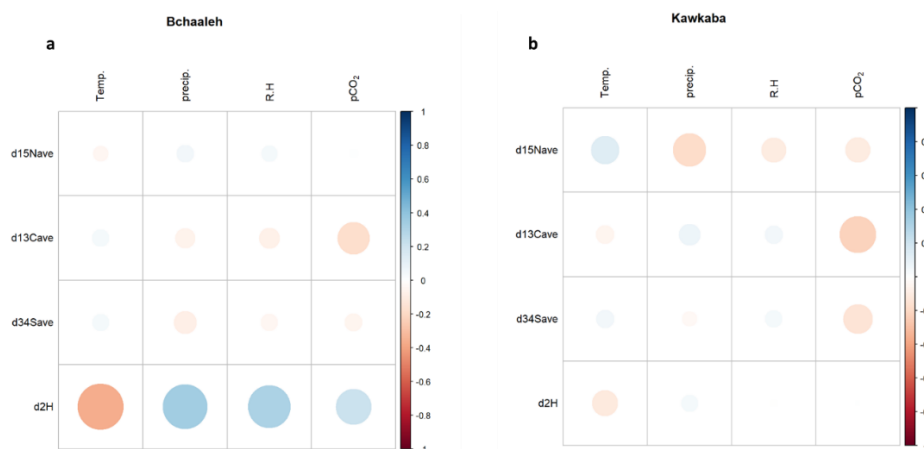 Bchaaleh
a
Temp.
precip.
R.H
pCO2
d15Nave
d13Cave
d34Save
d2H
1
0.8
0.6
0.4
0.2
0
-0.2
-0.4
-0.6
-0.8
Kawkaba
b
Temp.
precip.
R.H
pCO2
d15Nave
d13Cave
d34Save
d2H